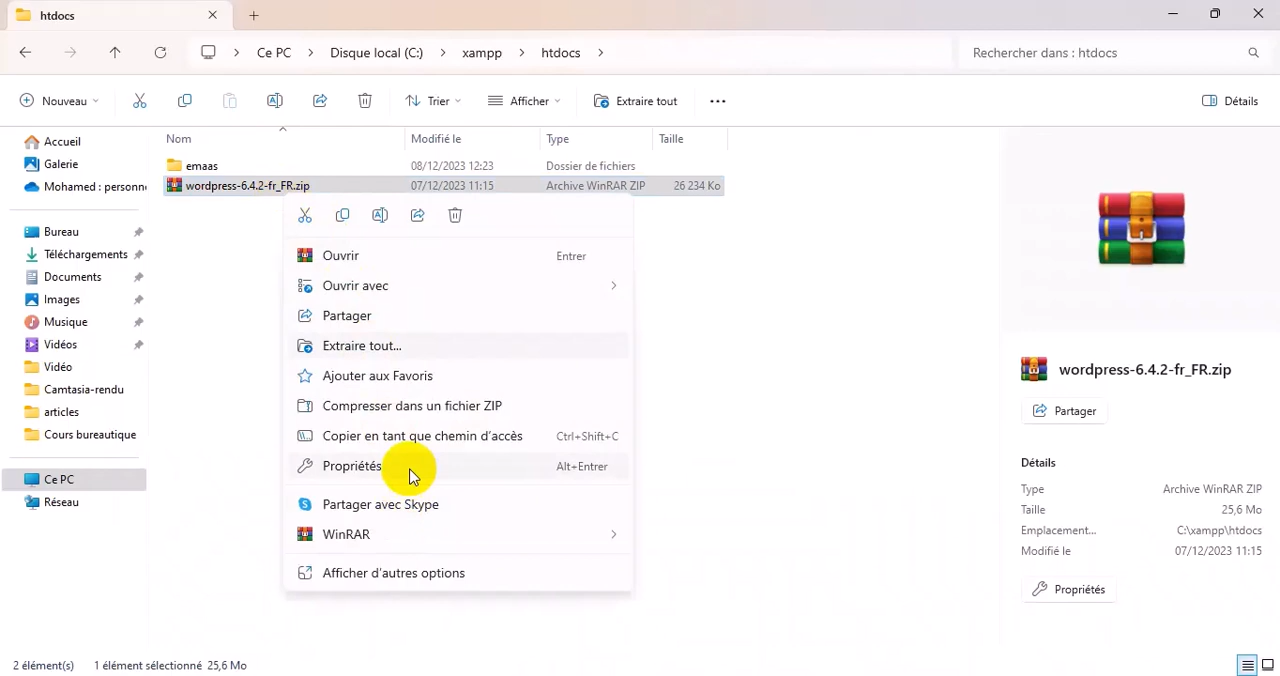 htdocs
Ce PC > Disque local (C:) > xampp > htdocs >
Rechercher dans : htdocs
Nouveau
Trier
Afficher
Extraire tout
Détails
Accueil
Galerie
Mohamed : personne
Bureau
Téléchargements
Documents
Images
Musique
Vidéos
Vidéo
Camtasia-rendu
articles
Cours bureautique
Ce PC
Réseau
Nom Modifié le Type Taille
emaas 08/12/2023 12:23 Dossier de fichiers
wordpress-6.4.2-fr_FR.zip 07/12/2023 11:15 Archive WinRAR ZIP 26 234 Ko
Ouvrir Entrer
Ouvrir avec
Partager
Extraire tout...
Ajouter aux Favoris
Compresser dans un fichier ZIP
Copier en tant que chemin d'accès Ctrl+Shift+C
Propriétés Alt+Entrer
Partager avec Skype
WinRAR
Afficher d'autres options
wordpress-6.4.2-fr_FR.zip
Partager
Détails
Type Archive WinRAR ZIP
Taille 25,6 Mo
Emplacement... C:\xampp\htdocs
Modifié le 07/12/2023 11:15
Propriétés
2 élément(s) 1 élément sélectionné 25,6 Mo